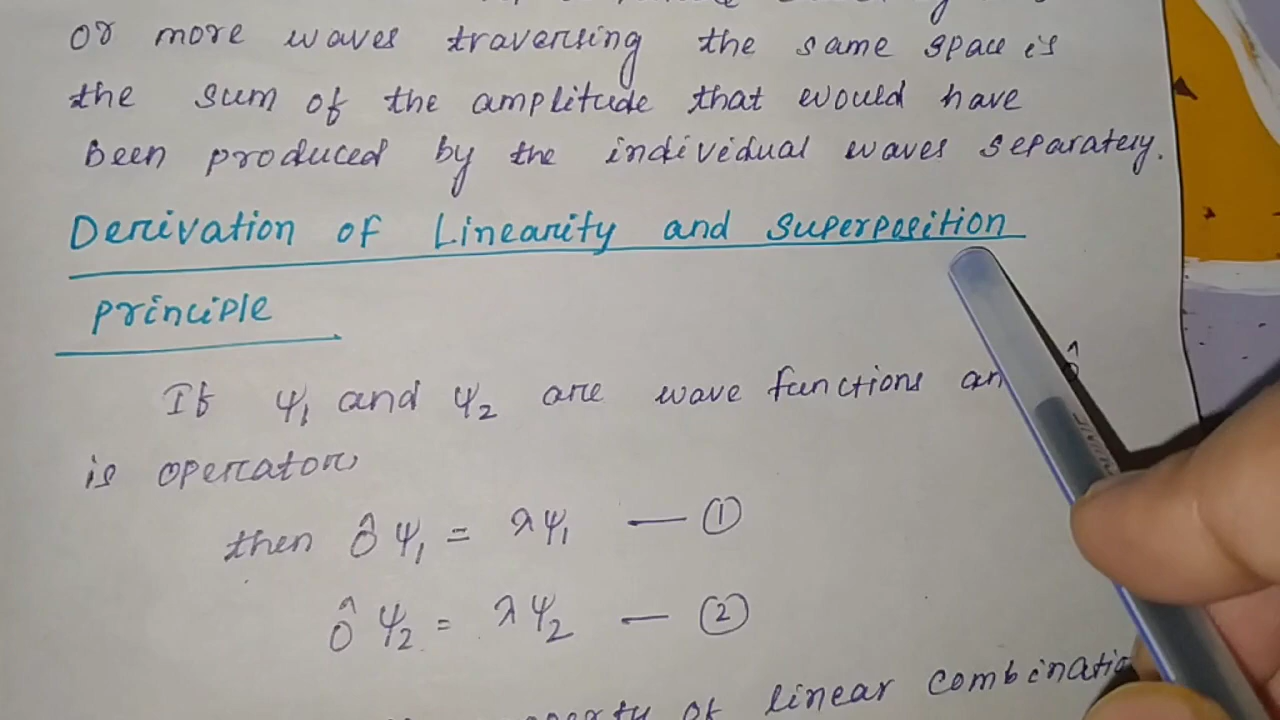 or more waves traversing the same space is
the sum of the amplitude that would have
been produced by the individual waves separately.
Derivation of Linearity and Superposition
principle
If ψ₁ and ψ₂ are wave functions an ô
is operator,
then ô ψ₁ = λψ₁ — ①
ô ψ₂ = λψ₂ — ②
of linear combination